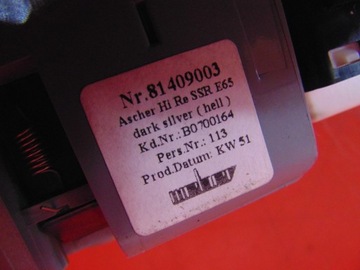 Nr.81409003
Ascher Hi Re SSR E65
dark silver ( hell )
Kd.Nr.: B0700164
Pers.Nr.: 113
Prod.Datum: KW 51